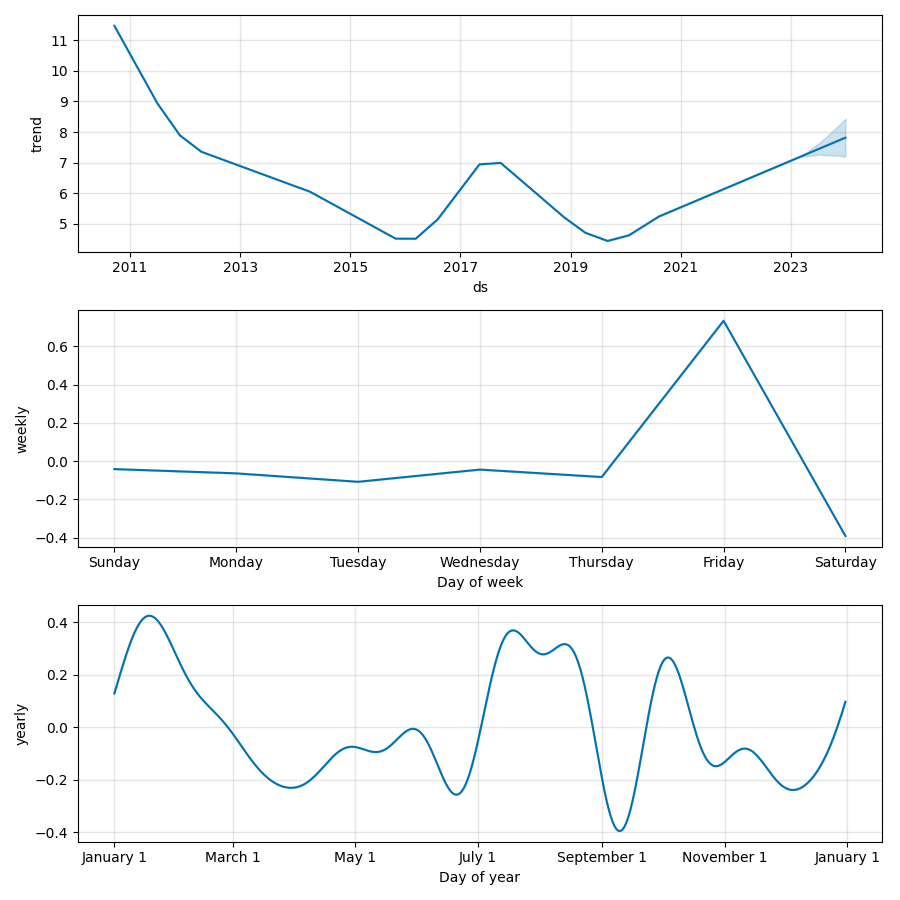 trend
11
10
9
8
7
6
5
2011 2013 2015 2017 2019 2021 2023
ds
weekly
0.6
0.4
0.2
0.0
−0.2
−0.4
Sunday Monday Tuesday Wednesday Thursday Friday Saturday
Day of week
yearly
0.4
0.2
0.0
−0.2
−0.4
January 1 March 1 May 1 July 1 September 1 November 1 January 1
Day of year